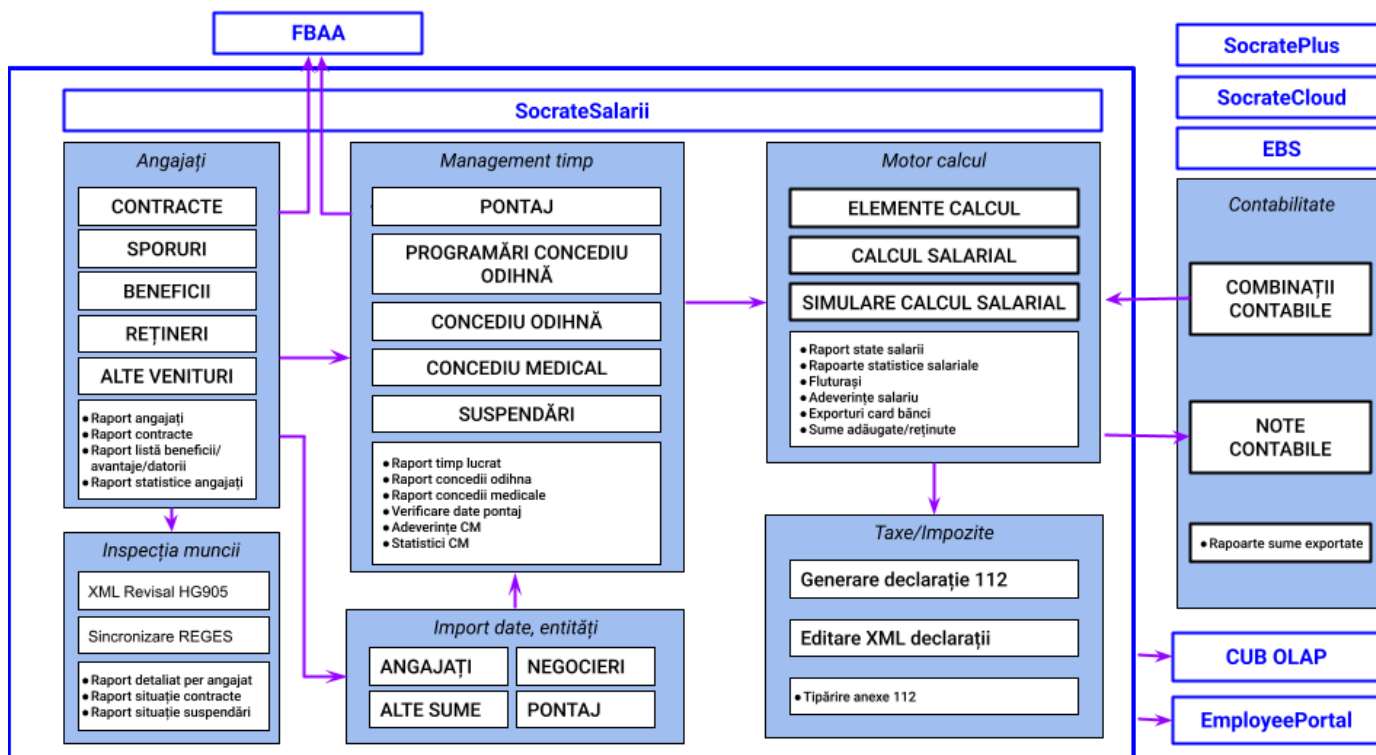 FBAA
SocratePlus
SocrateCloud
EBS
SocrateSalarii
Angajați
CONTRACTE
SPORURI
BENEFICII
REȚINERI
ALTE VENITURI
● Raport angajați
● Raport contracte
● Raport listă beneficii/
avantaje/datorii
● Raport statistice angajați
Management timp
PONTAJ
PROGRAMĂRI CONCEDIU
ODIHNĂ
CONCEDIU ODIHNĂ
CONCEDIU MEDICAL
SUSPENDĂRI
● Raport timp lucrat
● Raport concedii odihna
● Raport concedii medicale
● Verificare date pontaj
● Adeverințe CM
● Statistici CM
Motor calcul
ELEMENTE CALCUL
CALCUL SALARIAL
SIMULARE CALCUL SALARIAL
● Raport state salarii
● Rapoarte statistice salariale
● Fluturași
● Adeverințe salariu
● Exporturi card bănci
● Sume adăugate/reținute
Contabilitate
COMBINAȚII
CONTABILE
NOTE
CONTABILE
● Rapoarte sume exportate
Inspecția muncii
XML Revisal HG905
Sincronizare REGES
● Raport detaliat per angajat
● Raport situație contracte
● Raport situație suspendări
Import date, entități
ANGAJAȚI
NEGOCIERI
ALTE SUME
PONTAJ
Taxe/Impozite
Generare declarație 112
Editare XML declarații
● Tipărire anexe 112
CUB OLAP
EmployeePortal